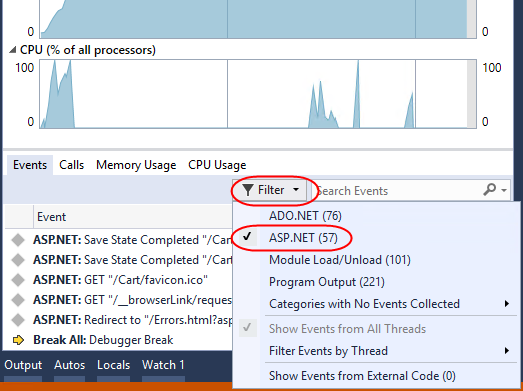 0 0
CPU (% of all processors)
100 100
0 0
Events Calls Memory Usage CPU Usage
Filter Search Events
Event
ADO.NET (76)
ASP.NET (57)
Module Load/Unload (101)
Program Output (221)
Categories with No Events Collected
Show Events from All Threads
Filter Events by Thread
Show Events from External Code (0)
ASP.NET: Save State Completed "/Cart
ASP.NET: Save State Completed "/Cart
ASP.NET: GET "/Cart/favicon.ico"
ASP.NET: GET "/__browserLink/reques
ASP.NET: Redirect to "/Errors.html?asp
Break All: Debugger Break
Output Autos Locals Watch 1